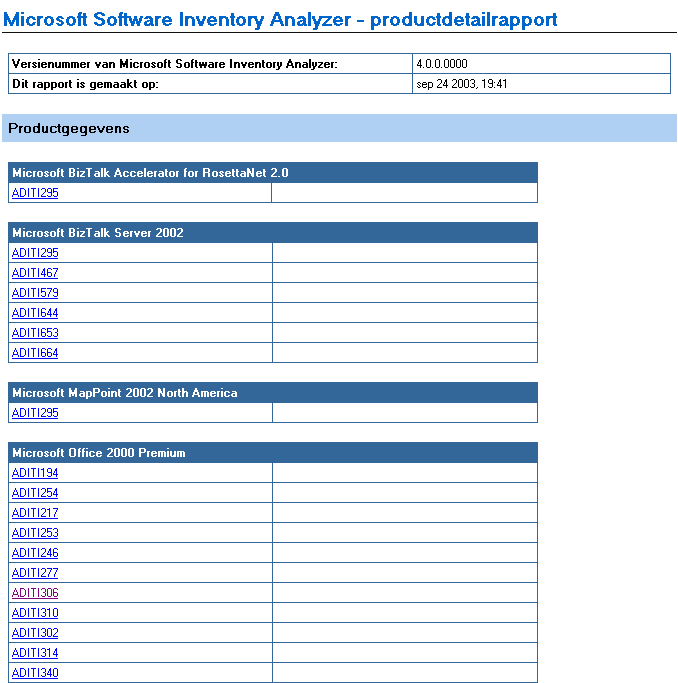 Microsoft Software Inventory Analyzer - productdetailrapport
Versienummer van Microsoft Software Inventory Analyzer: 4.0.0.0000
Dit rapport is gemaakt op: sep 24 2003, 19:41
Productgegevens
Microsoft BizTalk Accelerator for RosettaNet 2.0
ADITI295
Microsoft BizTalk Server 2002
ADITI295
ADITI467
ADITI579
ADITI644
ADITI653
ADITI664
Microsoft MapPoint 2002 North America
ADITI295
Microsoft Office 2000 Premium
ADITI194
ADITI254
ADITI217
ADITI253
ADITI246
ADITI277
ADITI306
ADITI310
ADITI302
ADITI314
ADITI340